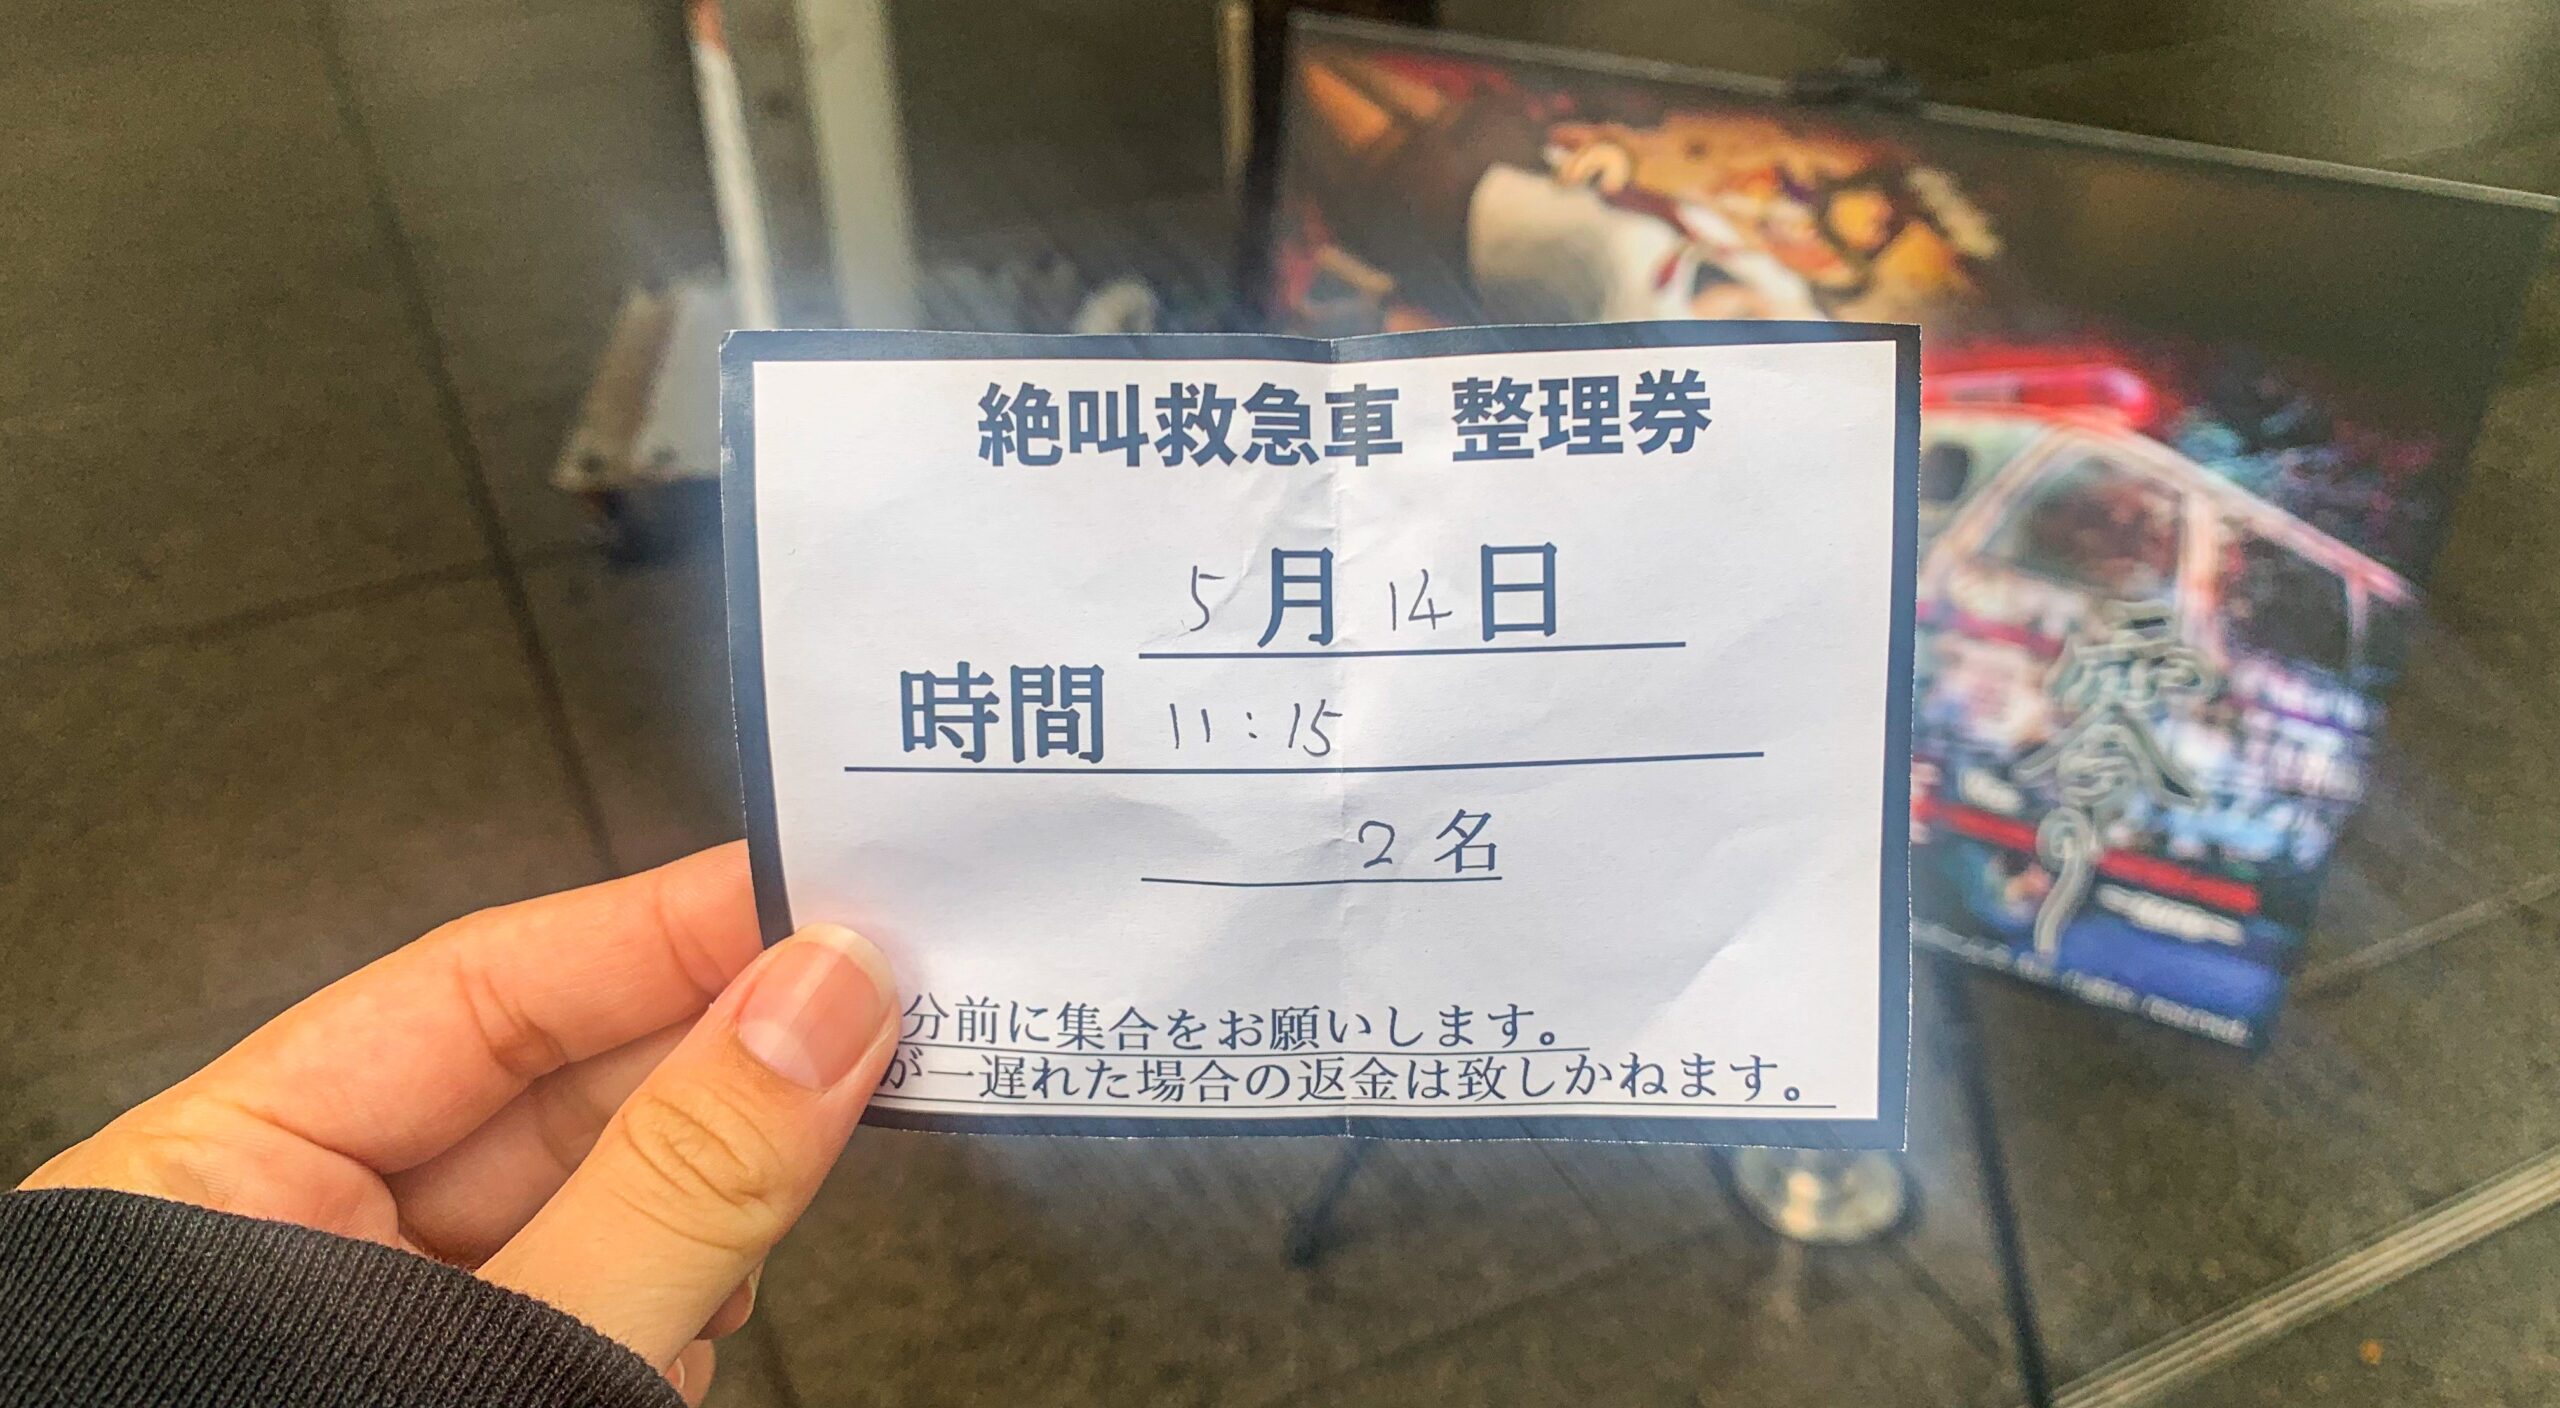 絶叫救急車 整理券
5月14日
時間 11:15
2名
分前に集合をお願いします。
が一遅れた場合の返金は致しかねます。